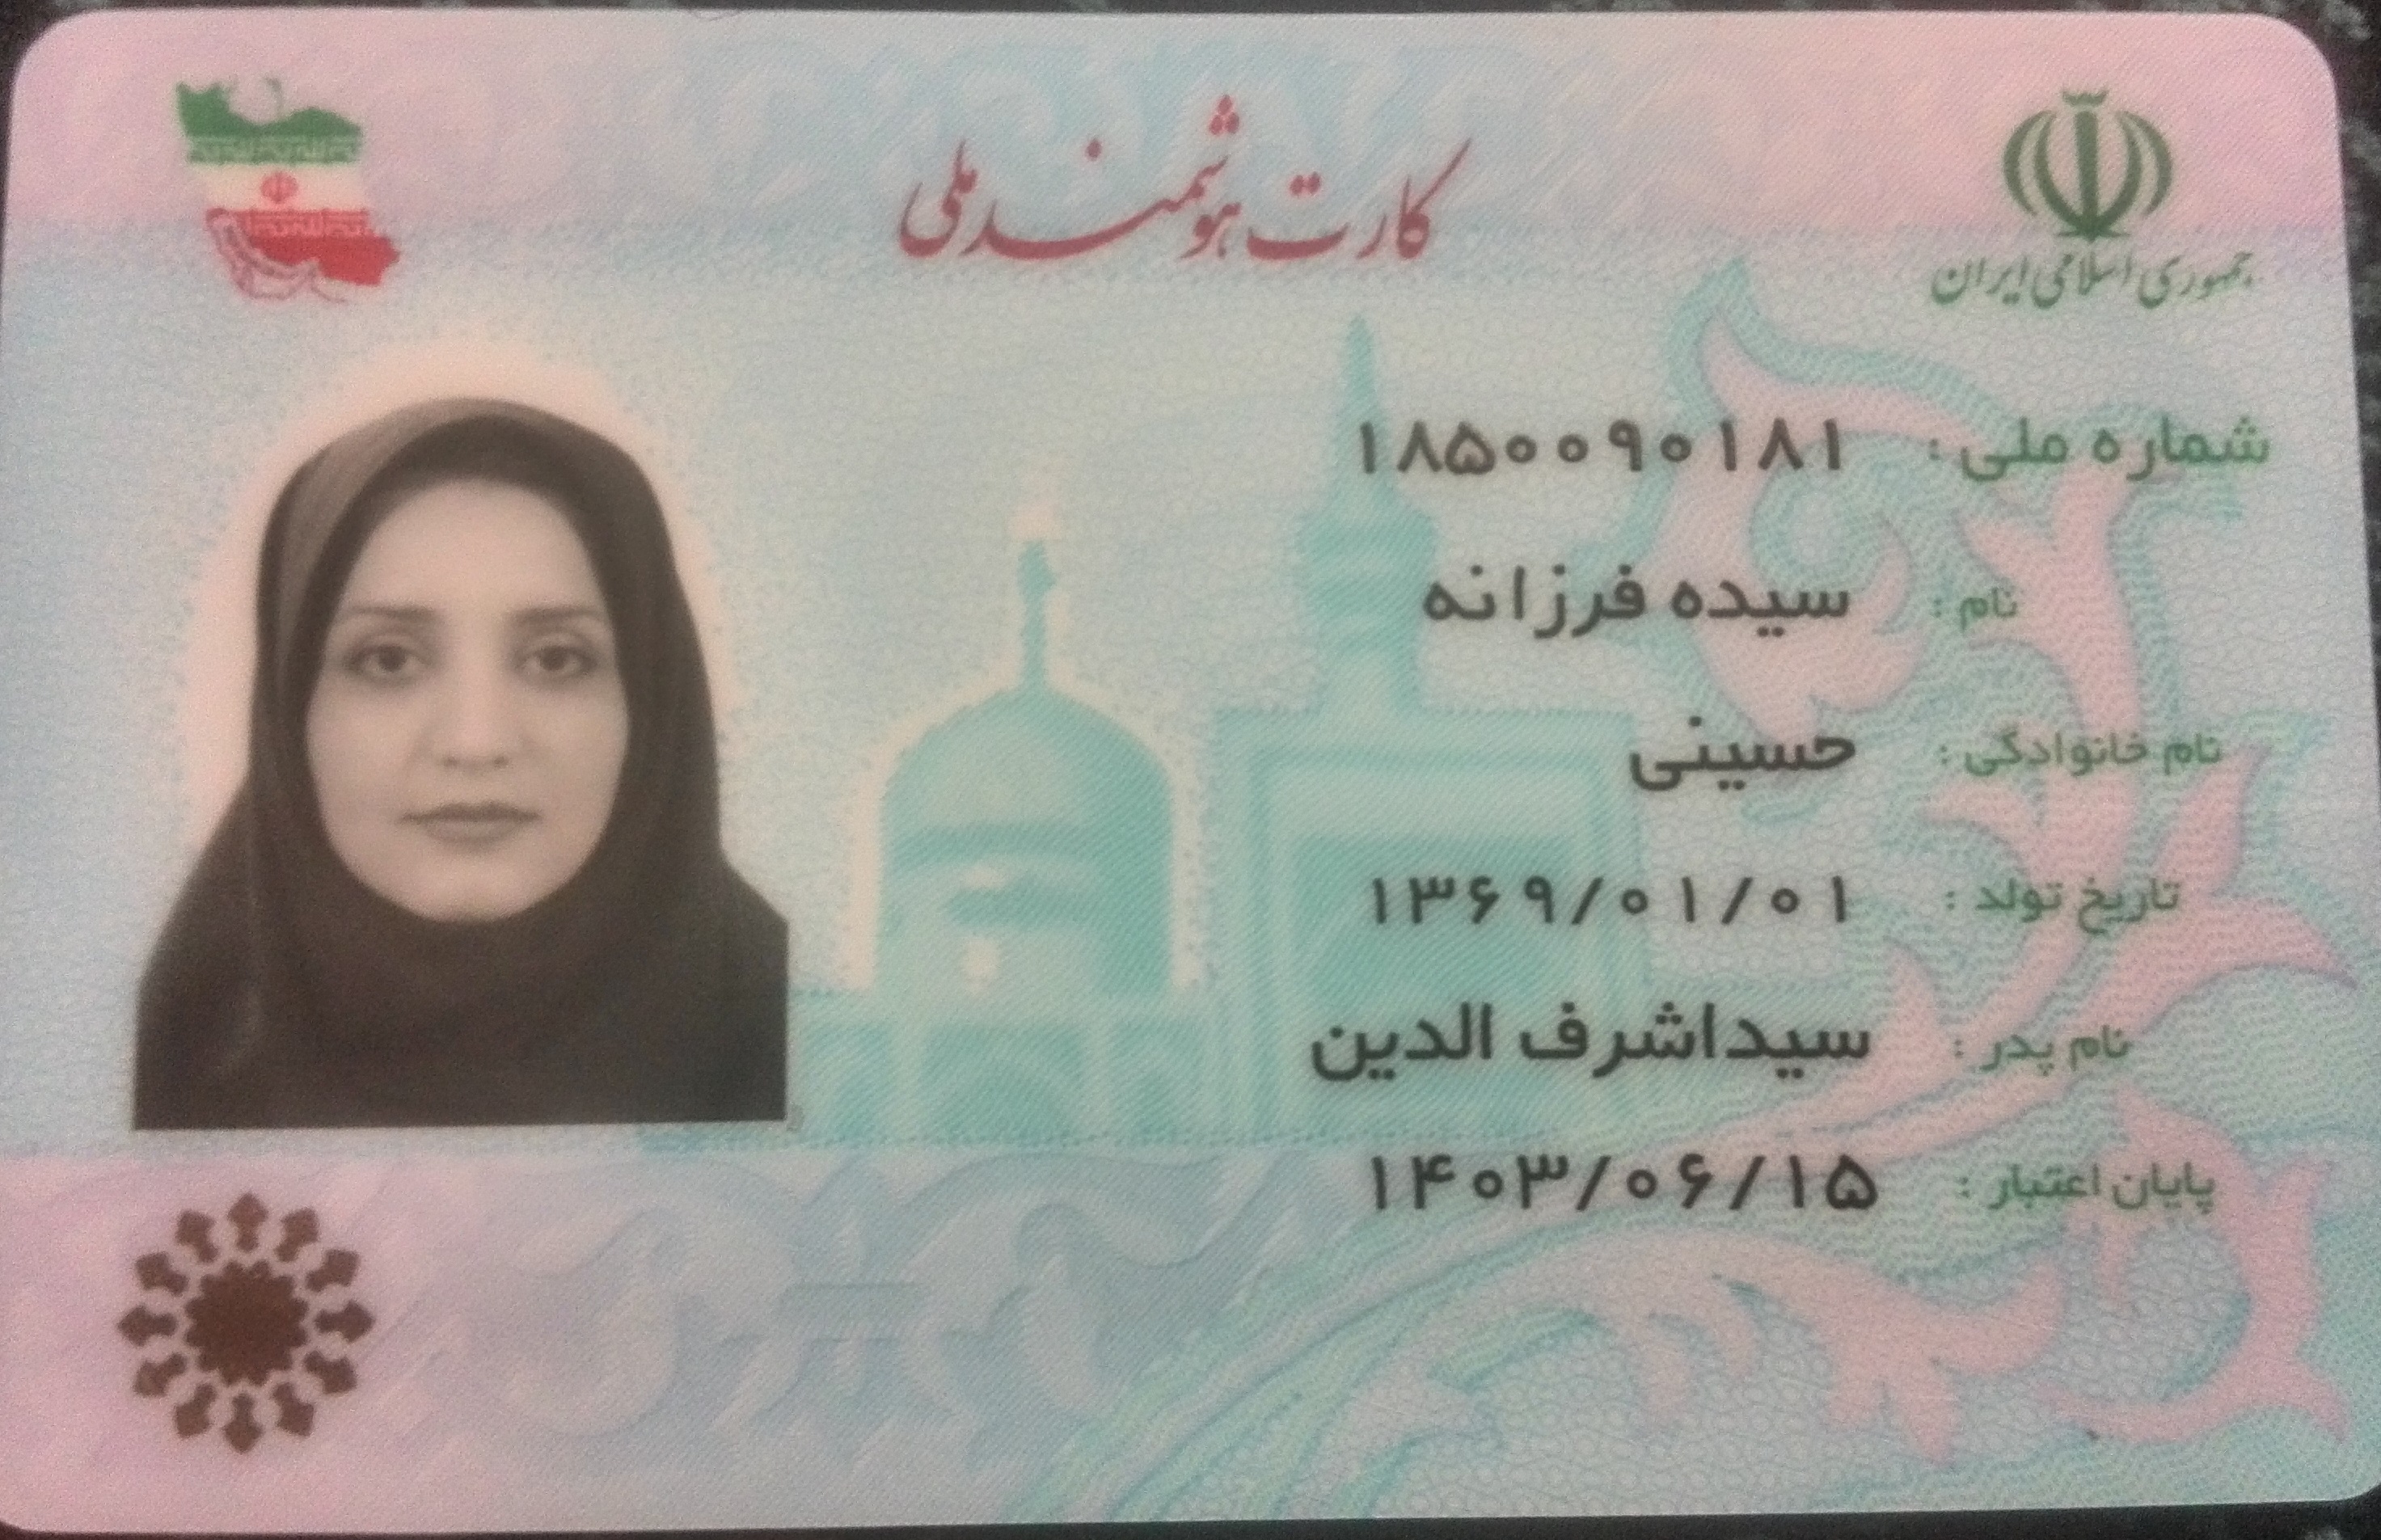 جمهوری اسلامی ایران
کارت هوشمند ملی
شماره ملی : ۱۸۵۰۰۹۰۱۸۱
نام : سیده فرزانه
نام خانوادگی : حسینی
تاریخ تولد : ۱۳۶۹/۰۱/۰۱
نام پدر : سیداشرف الدین
پایان اعتبار : ۱۴۰۳/۰۶/۱۵